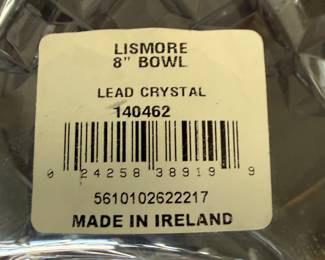 LISMORE
8" BOWL
LEAD CRYSTAL
140462
0 24258 38919 9
5610102622217
MADE IN IRELAND